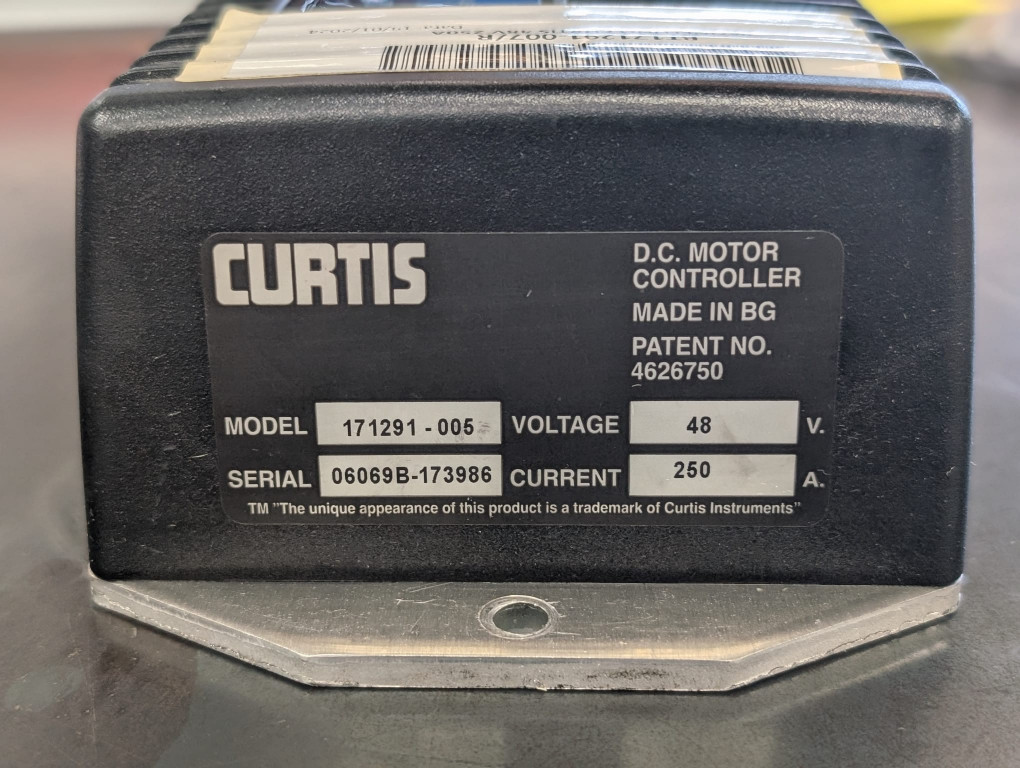 CURTIS
D.C. MOTOR
CONTROLLER
MADE IN BG
PATENT NO.
4626750
MODEL 171291 - 005 VOLTAGE 48 V.
SERIAL 06069B-173986 CURRENT 250 A.
TM "The unique appearance of this product is a trademark of Curtis Instruments"